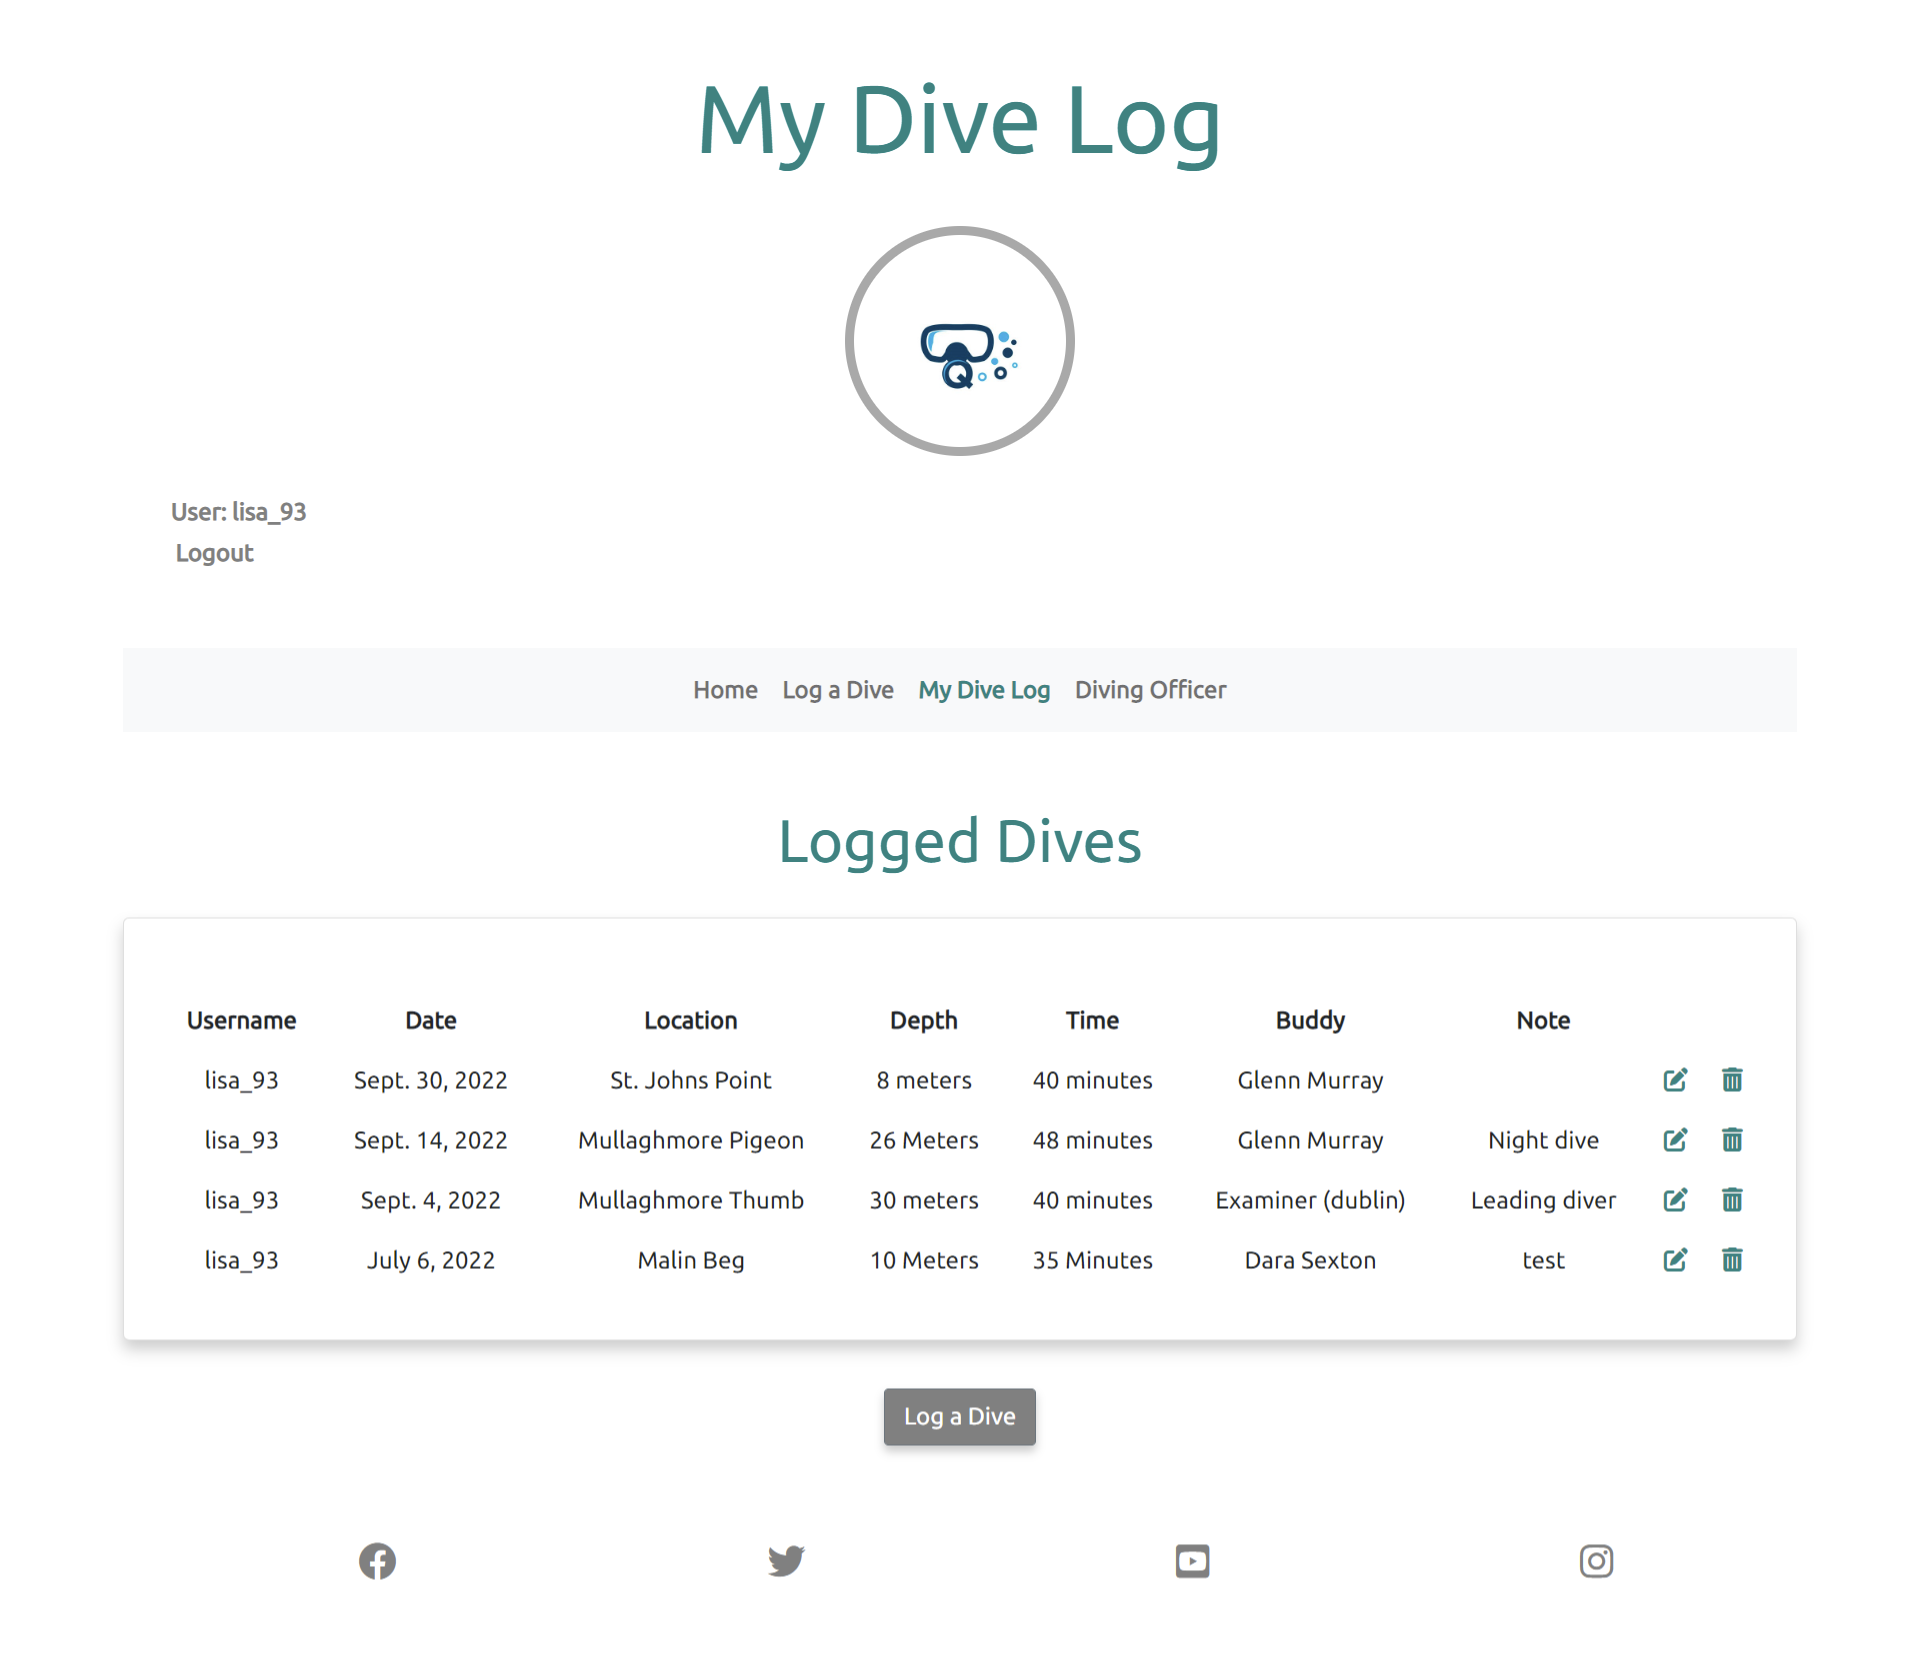 My Dive Log
Q
User: lisa_93
Logout
Home Log a Dive My Dive Log Diving Officer
Logged Dives
Username Date Location Depth Time Buddy Note
lisa_93 Sept. 30, 2022 St. Johns Point 8 meters 40 minutes Glenn Murray
lisa_93 Sept. 14, 2022 Mullaghmore Pigeon 26 Meters 48 minutes Glenn Murray Night dive
lisa_93 Sept. 4, 2022 Mullaghmore Thumb 30 meters 40 minutes Examiner (dublin) Leading diver
lisa_93 July 6, 2022 Malin Beg 10 Meters 35 Minutes Dara Sexton test
Log a Dive